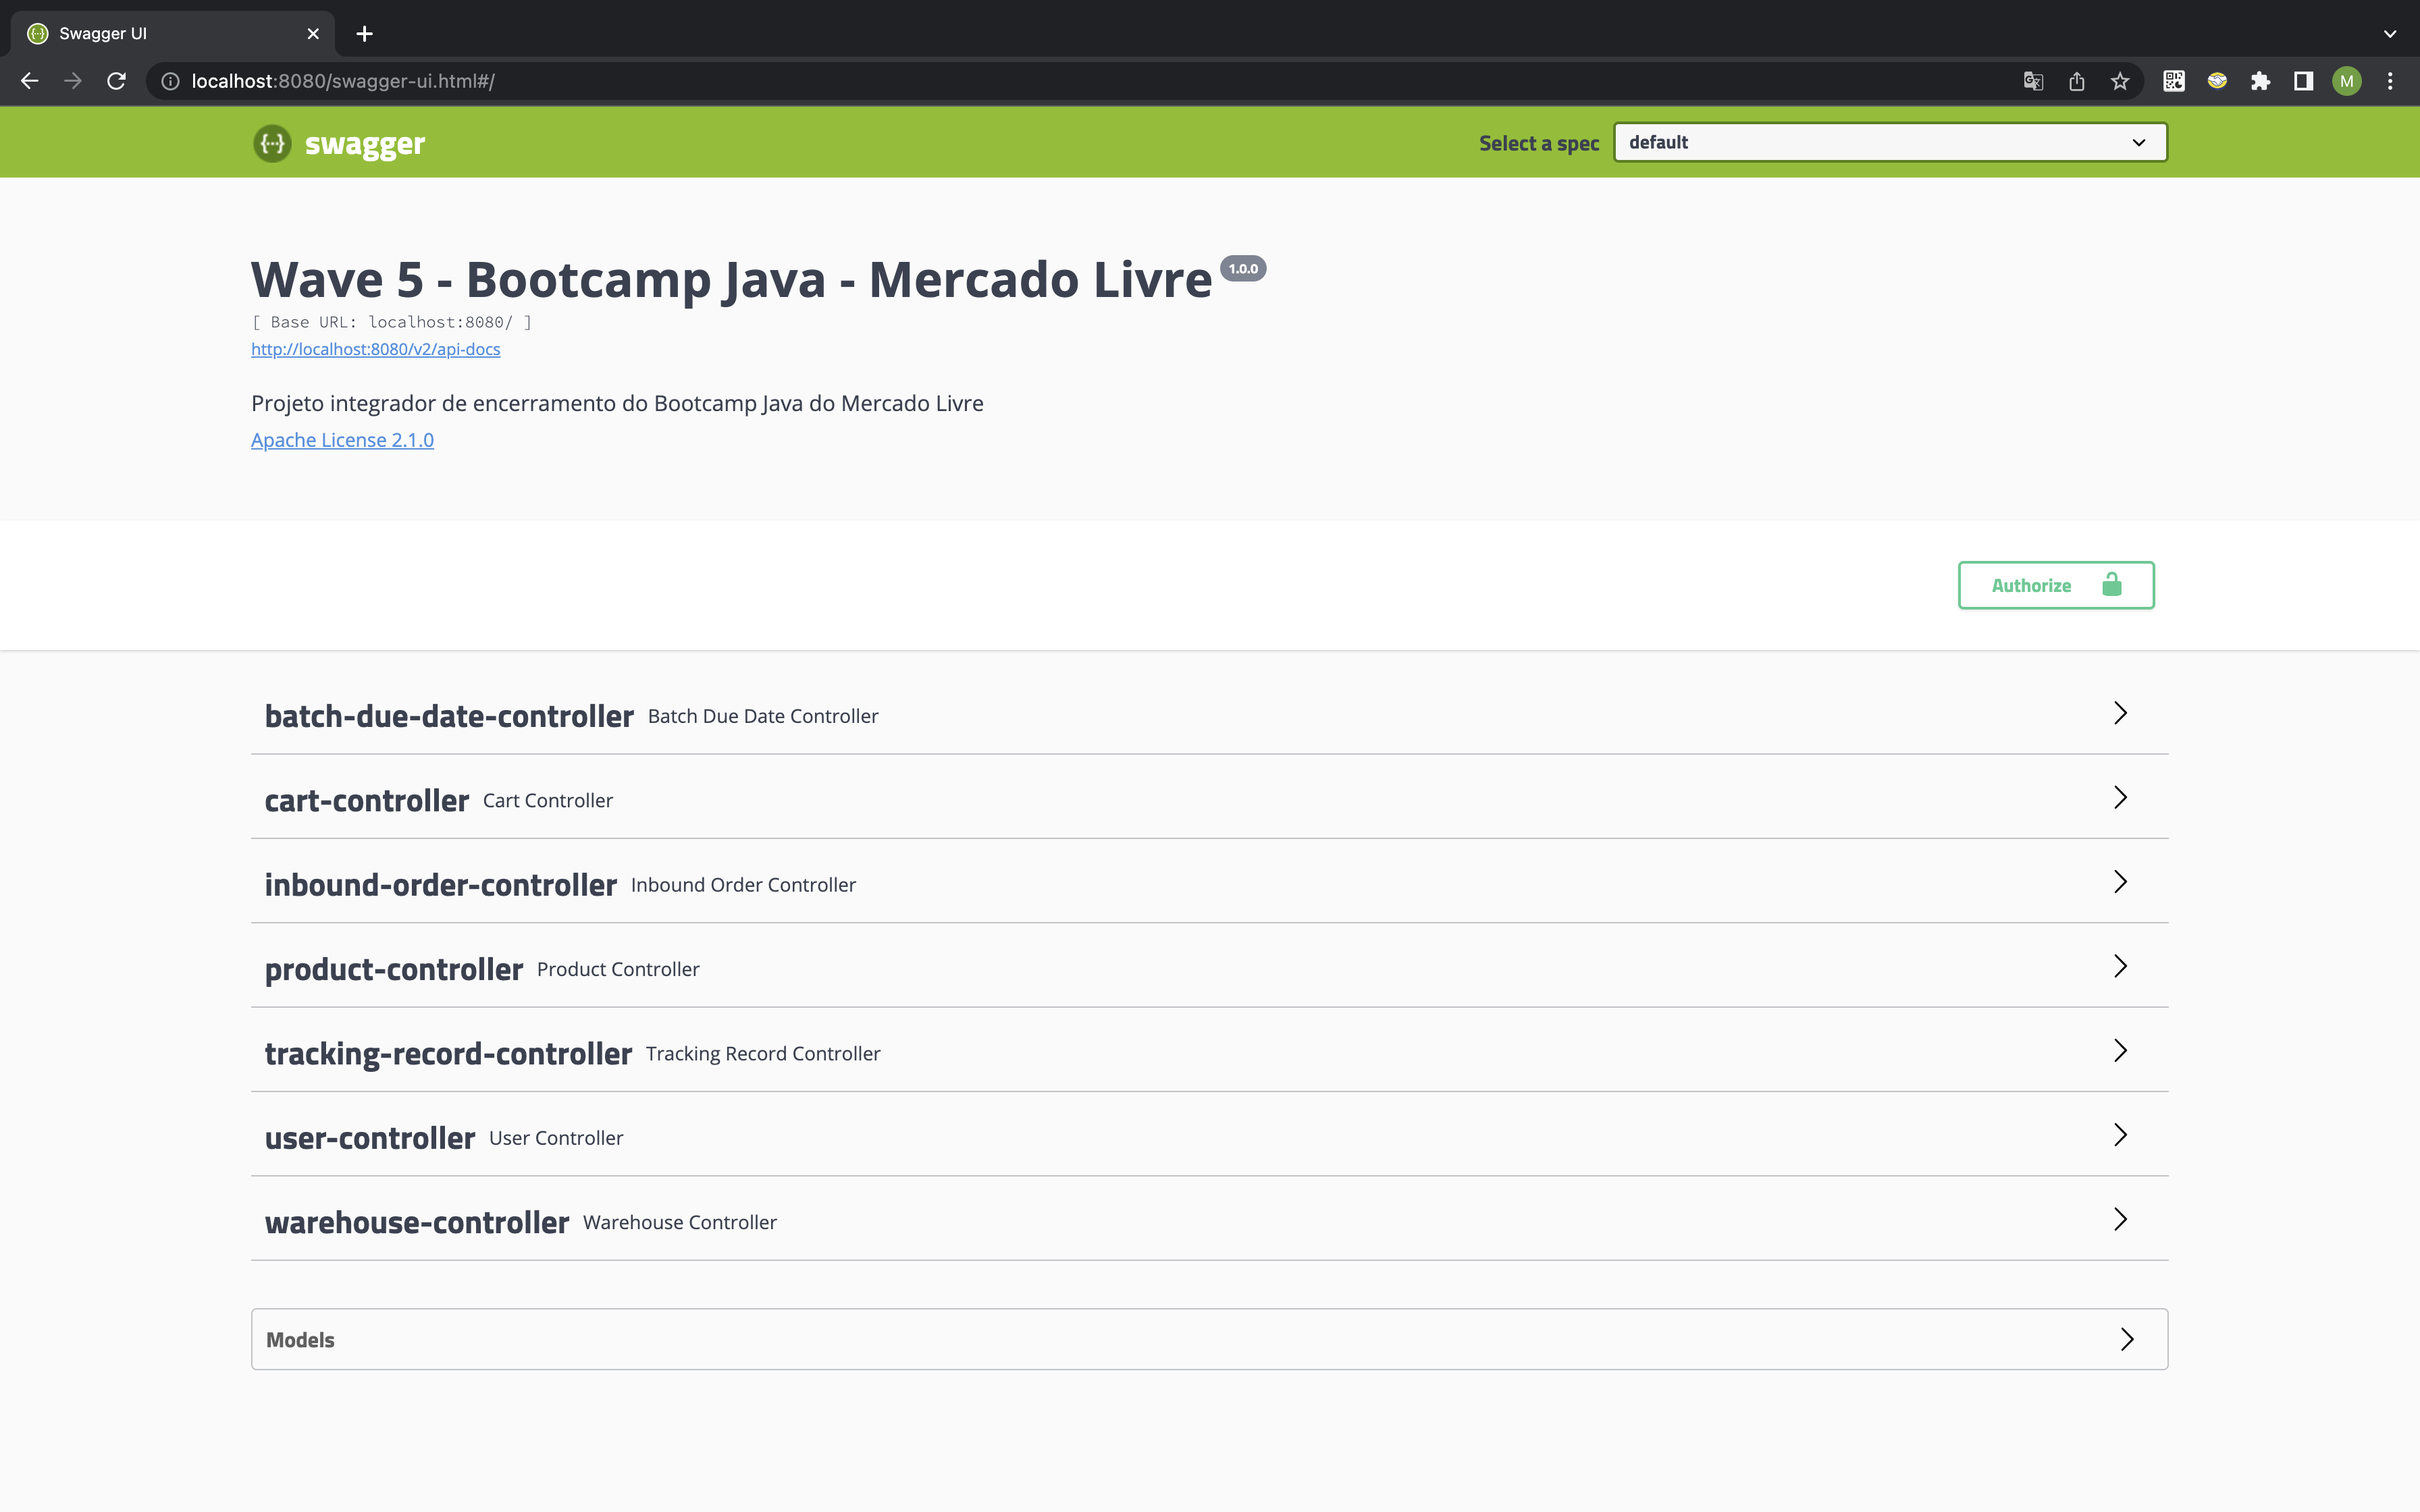 Swagger UI
localhost:8080/swagger-ui.html#/
M
swagger
Select a spec
default
Wave 5 - Bootcamp Java - Mercado Livre 1.0.0
[ Base URL: localhost:8080/ ]
http://localhost:8080/v2/api-docs
Projeto integrador de encerramento do Bootcamp Java do Mercado Livre
Apache License 2.1.0
Authorize
batch-due-date-controller Batch Due Date Controller
cart-controller Cart Controller
inbound-order-controller Inbound Order Controller
product-controller Product Controller
tracking-record-controller Tracking Record Controller
user-controller User Controller
warehouse-controller Warehouse Controller
Models